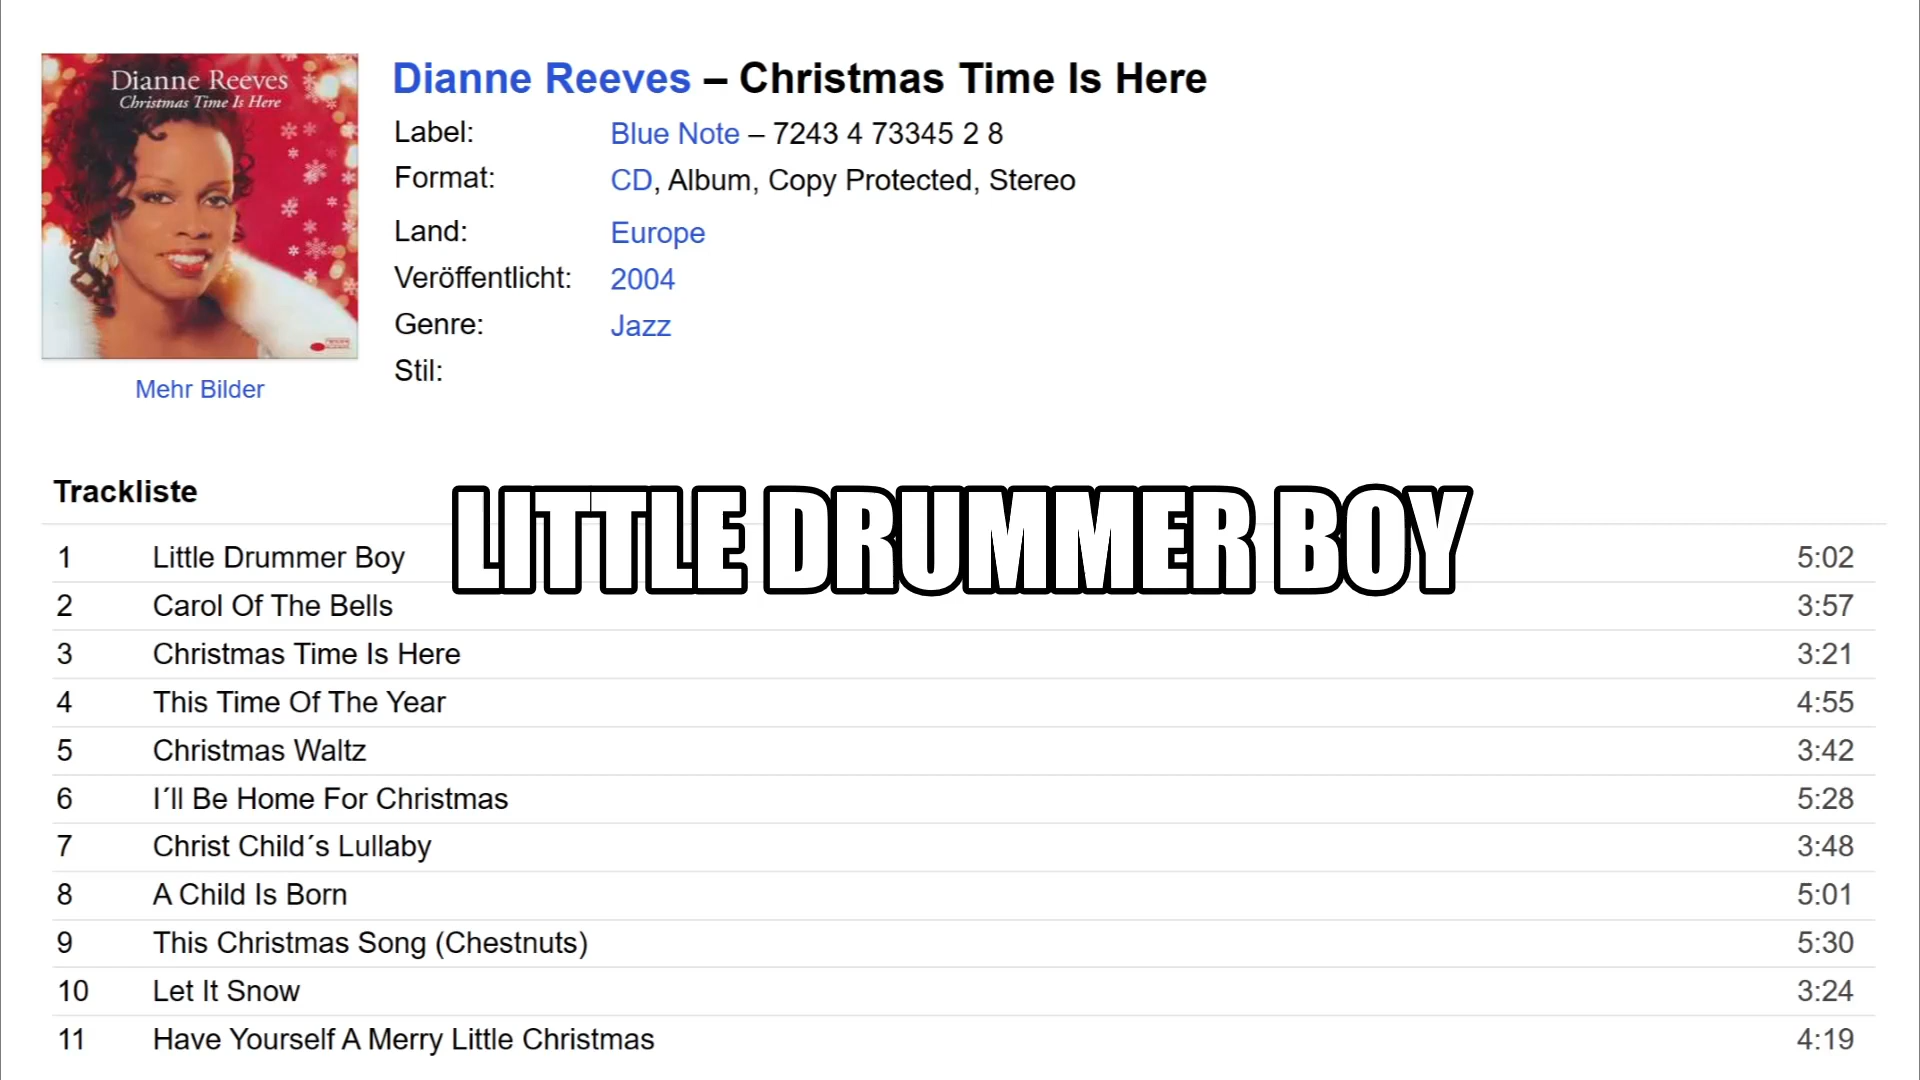 Dianne Reeves
Christmas Time Is Here
Dianne Reeves – Christmas Time Is Here
Label: Blue Note – 7243 4 73345 2 8
Format: CD, Album, Copy Protected, Stereo
Land: Europe
Veröffentlicht: 2004
Genre: Jazz
Stil:
Mehr Bilder
Trackliste
LITTLE DRUMMER BOY
1 Little Drummer Boy 5:02
2 Carol Of The Bells 3:57
3 Christmas Time Is Here 3:21
4 This Time Of The Year 4:55
5 Christmas Waltz 3:42
6 I´ll Be Home For Christmas 5:28
7 Christ Child´s Lullaby 3:48
8 A Child Is Born 5:01
9 This Christmas Song (Chestnuts) 5:30
10 Let It Snow 3:24
11 Have Yourself A Merry Little Christmas 4:19